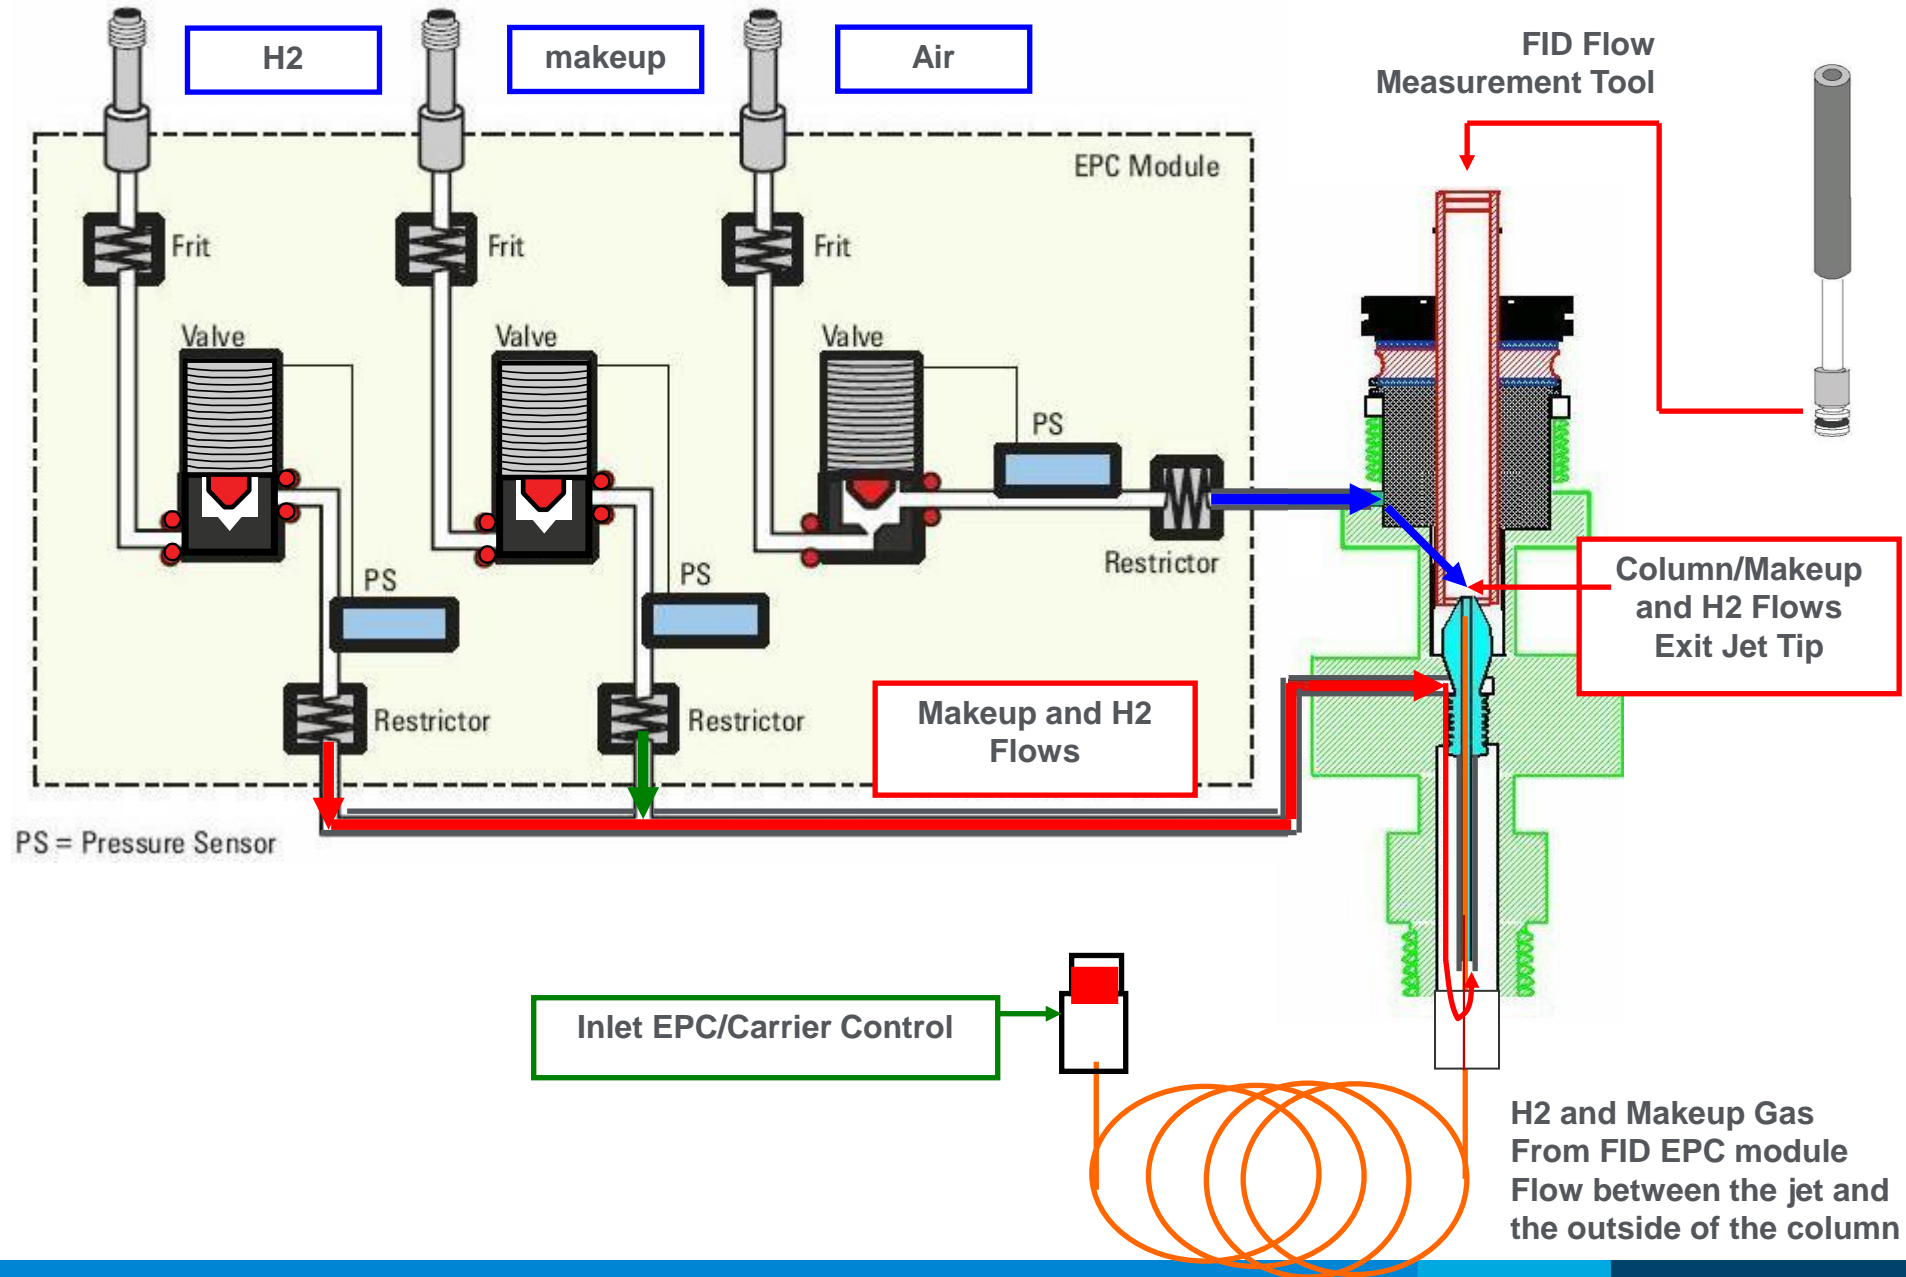 H2
makeup
Air
FID Flow
Measurement Tool
EPC Module
Frit
Frit
Frit
Valve
Valve
Valve
PS
PS
PS
Restrictor
Restrictor
Restrictor
Column/Makeup
and H2 Flows
Exit Jet Tip
Makeup and H2
Flows
PS = Pressure Sensor
Inlet EPC/Carrier Control
H2 and Makeup Gas
From FID EPC module
Flow between the jet and
the outside of the column